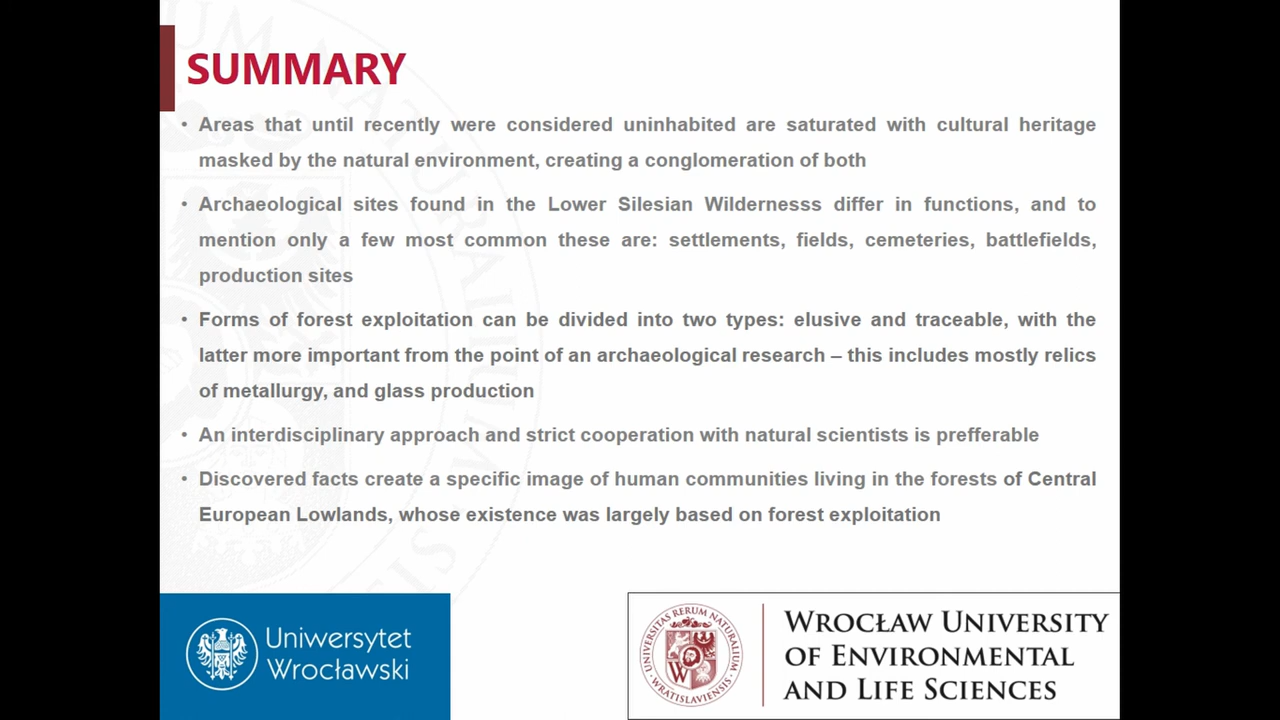 SUMMARY
• Areas that until recently were considered uninhabited are saturated with cultural heritage
masked by the natural environment, creating a conglomeration of both
• Archaeological sites found in the Lower Silesian Wildernesss differ in functions, and to
mention only a few most common these are: settlements, fields, cemeteries, battlefields,
production sites
• Forms of forest exploitation can be divided into two types: elusive and traceable, with the
latter more important from the point of an archaeological research – this includes mostly relics
of metallurgy, and glass production
• An interdisciplinary approach and strict cooperation with natural scientists is prefferable
• Discovered facts create a specific image of human communities living in the forests of Central
European Lowlands, whose existence was largely based on forest exploitation
Uniwersytet
Wrocławski
UNIVERSITAS RERUM NATURALIUM
WRATISLAVIENSIS
WROCŁAW UNIVERSITY
OF ENVIRONMENTAL
AND LIFE SCIENCES